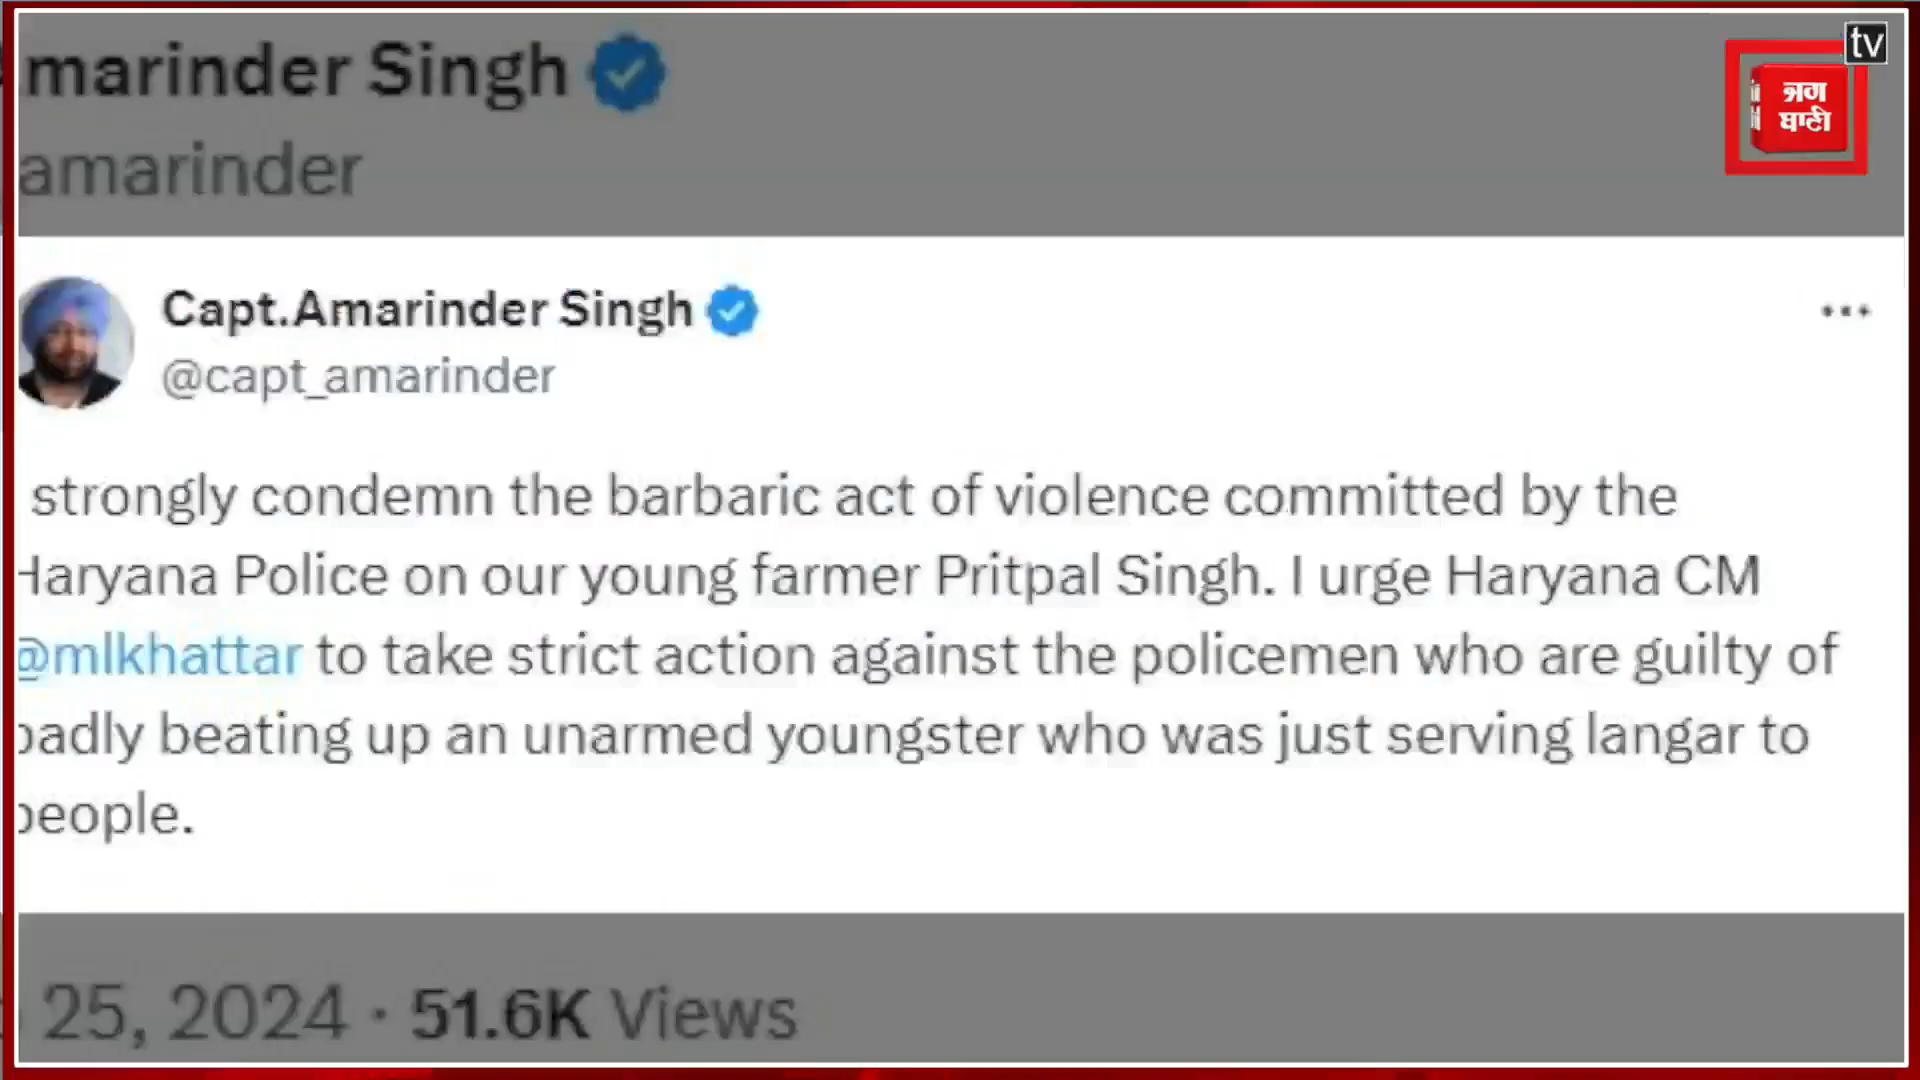 marinder Singh
amarinder
tv
ਜਗ
ਬਾਣੀ
Capt.Amarinder Singh
@capt_amarinder
strongly condemn the barbaric act of violence committed by the
Haryana Police on our young farmer Pritpal Singh. I urge Haryana CM
@mlkhattar to take strict action against the policemen who are guilty of
badly beating up an unarmed youngster who was just serving langar to
people.
25, 2024 · 51.6K Views